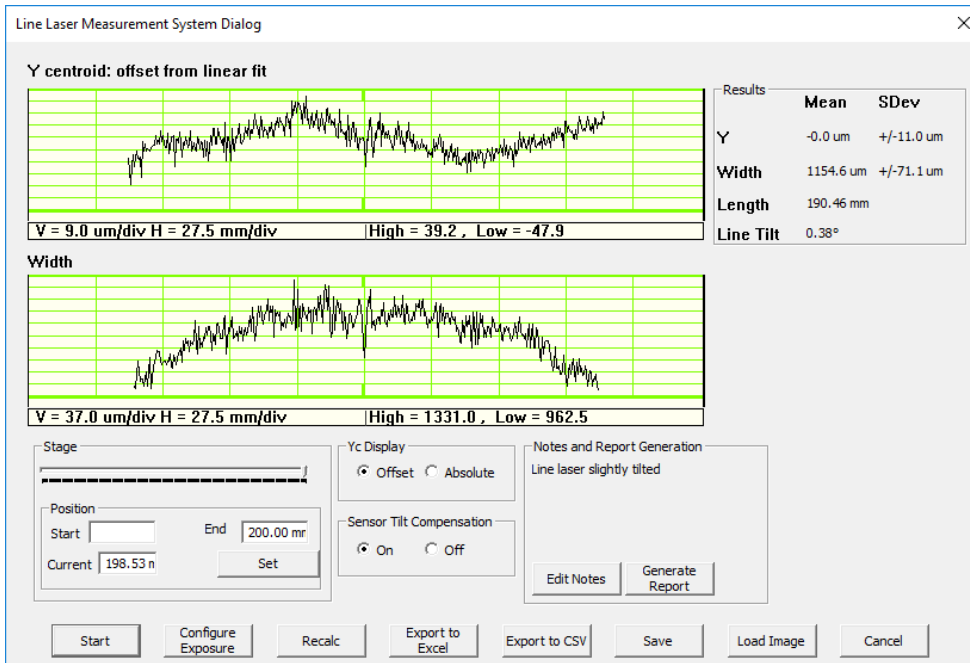 Line Laser Measurement System Dialog
Y centroid: offset from linear fit
V = 9.0 um/div H = 27.5 mm/div High = 39.2 , Low = -47.9
Results
Mean SDev
Y -0.0 um +/-11.0 um
Width 1154.6 um +/-71.1 um
Length 190.46 mm
Line Tilt 0.38°
Width
V = 37.0 um/div H = 27.5 mm/div High = 1331.0 , Low = 962.5
Stage
Position
Start End 200.00 mr
Current 198.53 n Set
Yc Display
Offset Absolute
Sensor Tilt Compensation
On Off
Notes and Report Generation
Line laser slightly tilted
Edit Notes Generate Report
Start Configure Exposure Recalc Export to Excel Export to CSV Save Load Image Cancel